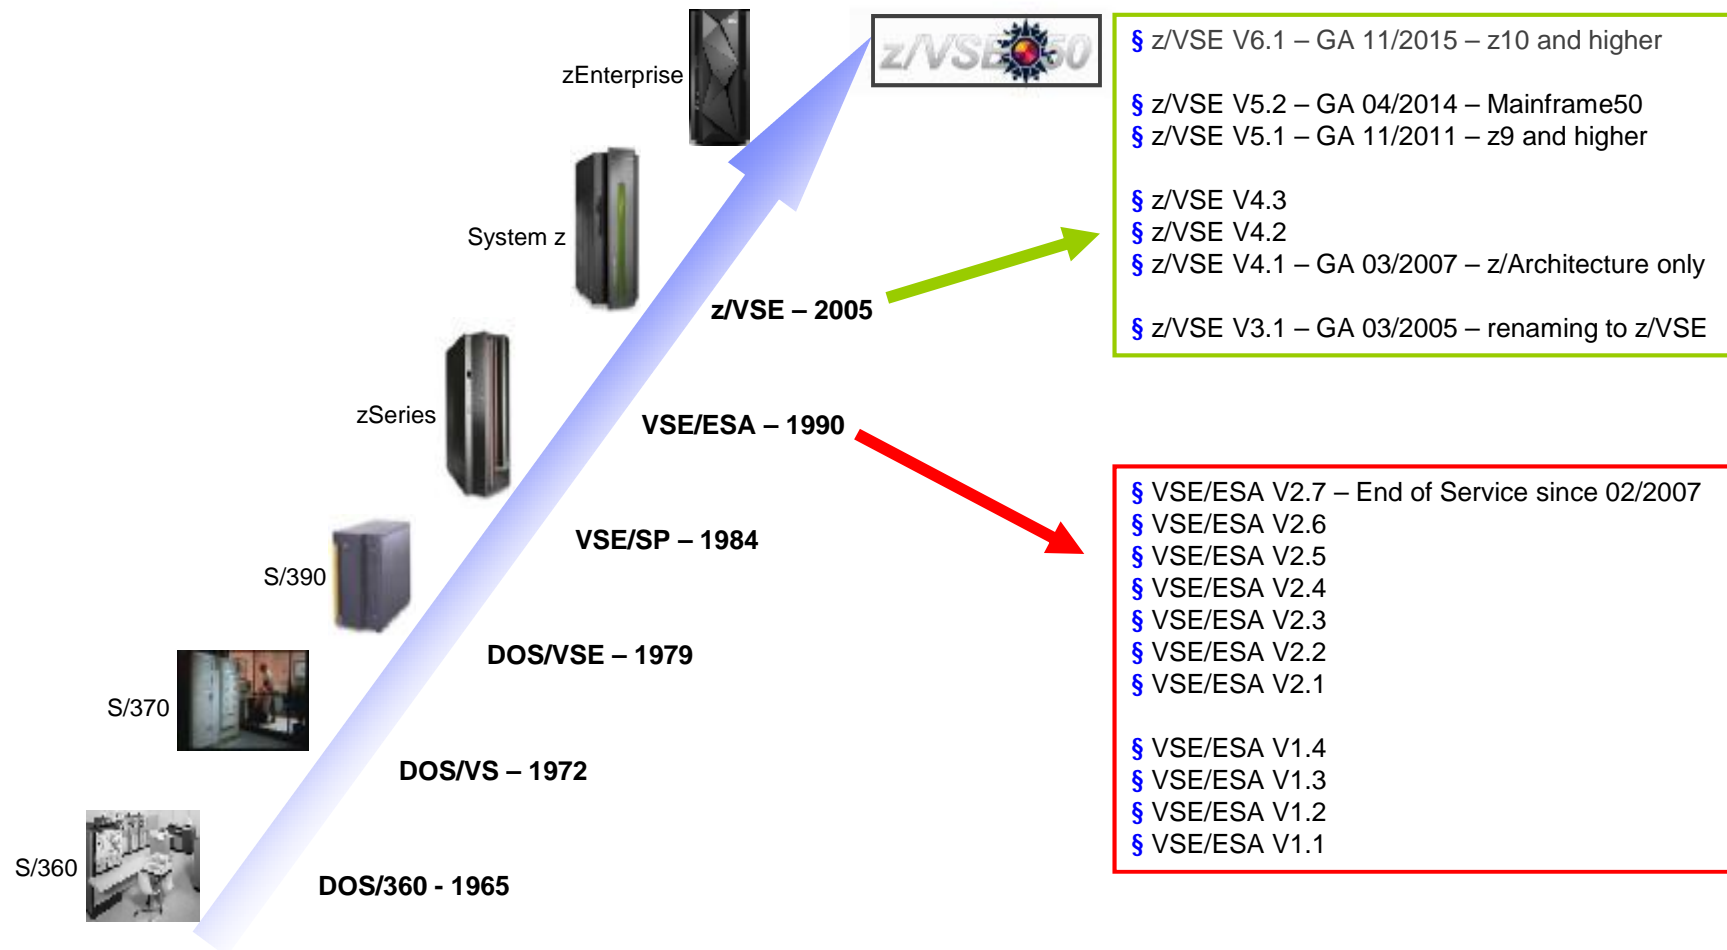 zEnterprise
System z
zSeries
S/390
S/370
S/360
z/VSE 50
z/VSE – 2005
VSE/ESA – 1990
VSE/SP – 1984
DOS/VSE – 1979
DOS/VS – 1972
DOS/360 - 1965
§ z/VSE V6.1 – GA 11/2015 – z10 and higher
§ z/VSE V5.2 – GA 04/2014 – Mainframe50
§ z/VSE V5.1 – GA 11/2011 – z9 and higher
§ z/VSE V4.3
§ z/VSE V4.2
§ z/VSE V4.1 – GA 03/2007 – z/Architecture only
§ z/VSE V3.1 – GA 03/2005 – renaming to z/VSE
§ VSE/ESA V2.7 – End of Service since 02/2007
§ VSE/ESA V2.6
§ VSE/ESA V2.5
§ VSE/ESA V2.4
§ VSE/ESA V2.3
§ VSE/ESA V2.2
§ VSE/ESA V2.1
§ VSE/ESA V1.4
§ VSE/ESA V1.3
§ VSE/ESA V1.2
§ VSE/ESA V1.1